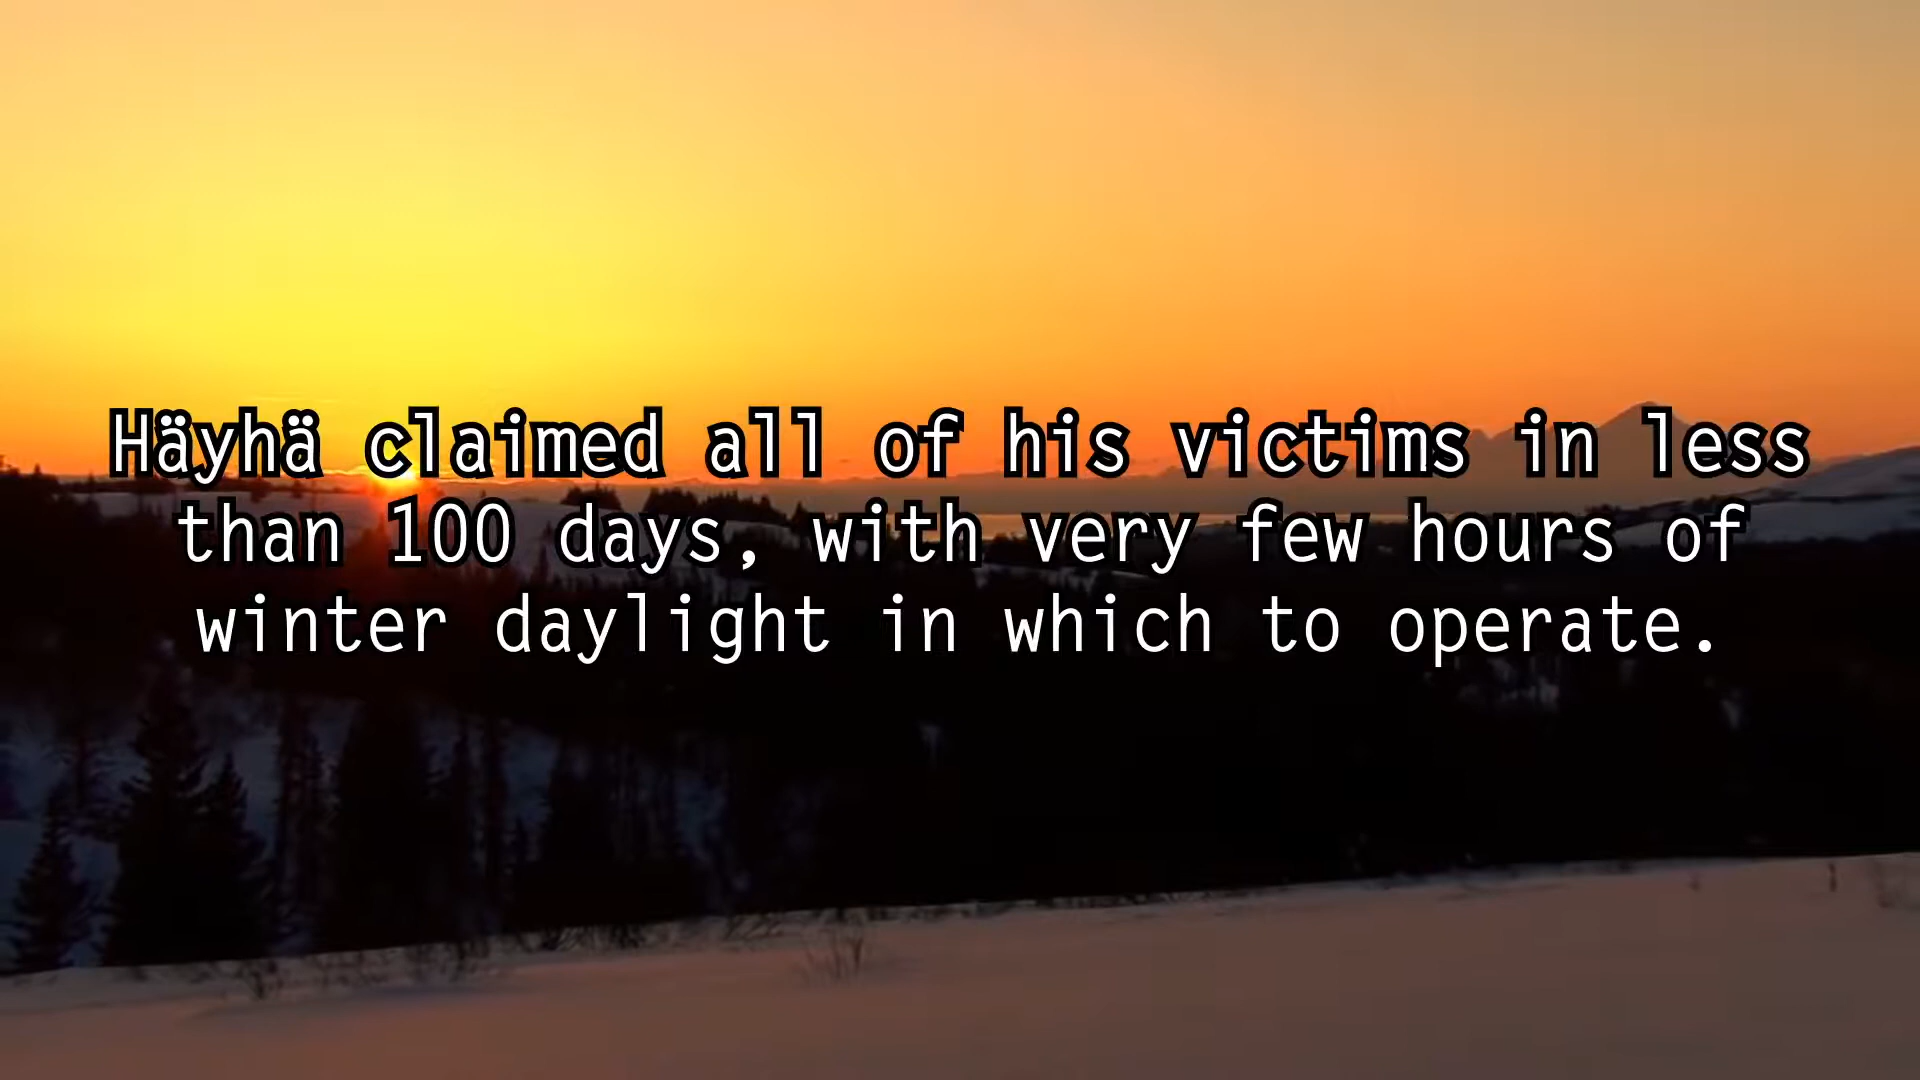 Häyhä claimed all of his victims in less
than 100 days, with very few hours of
winter daylight in which to operate.